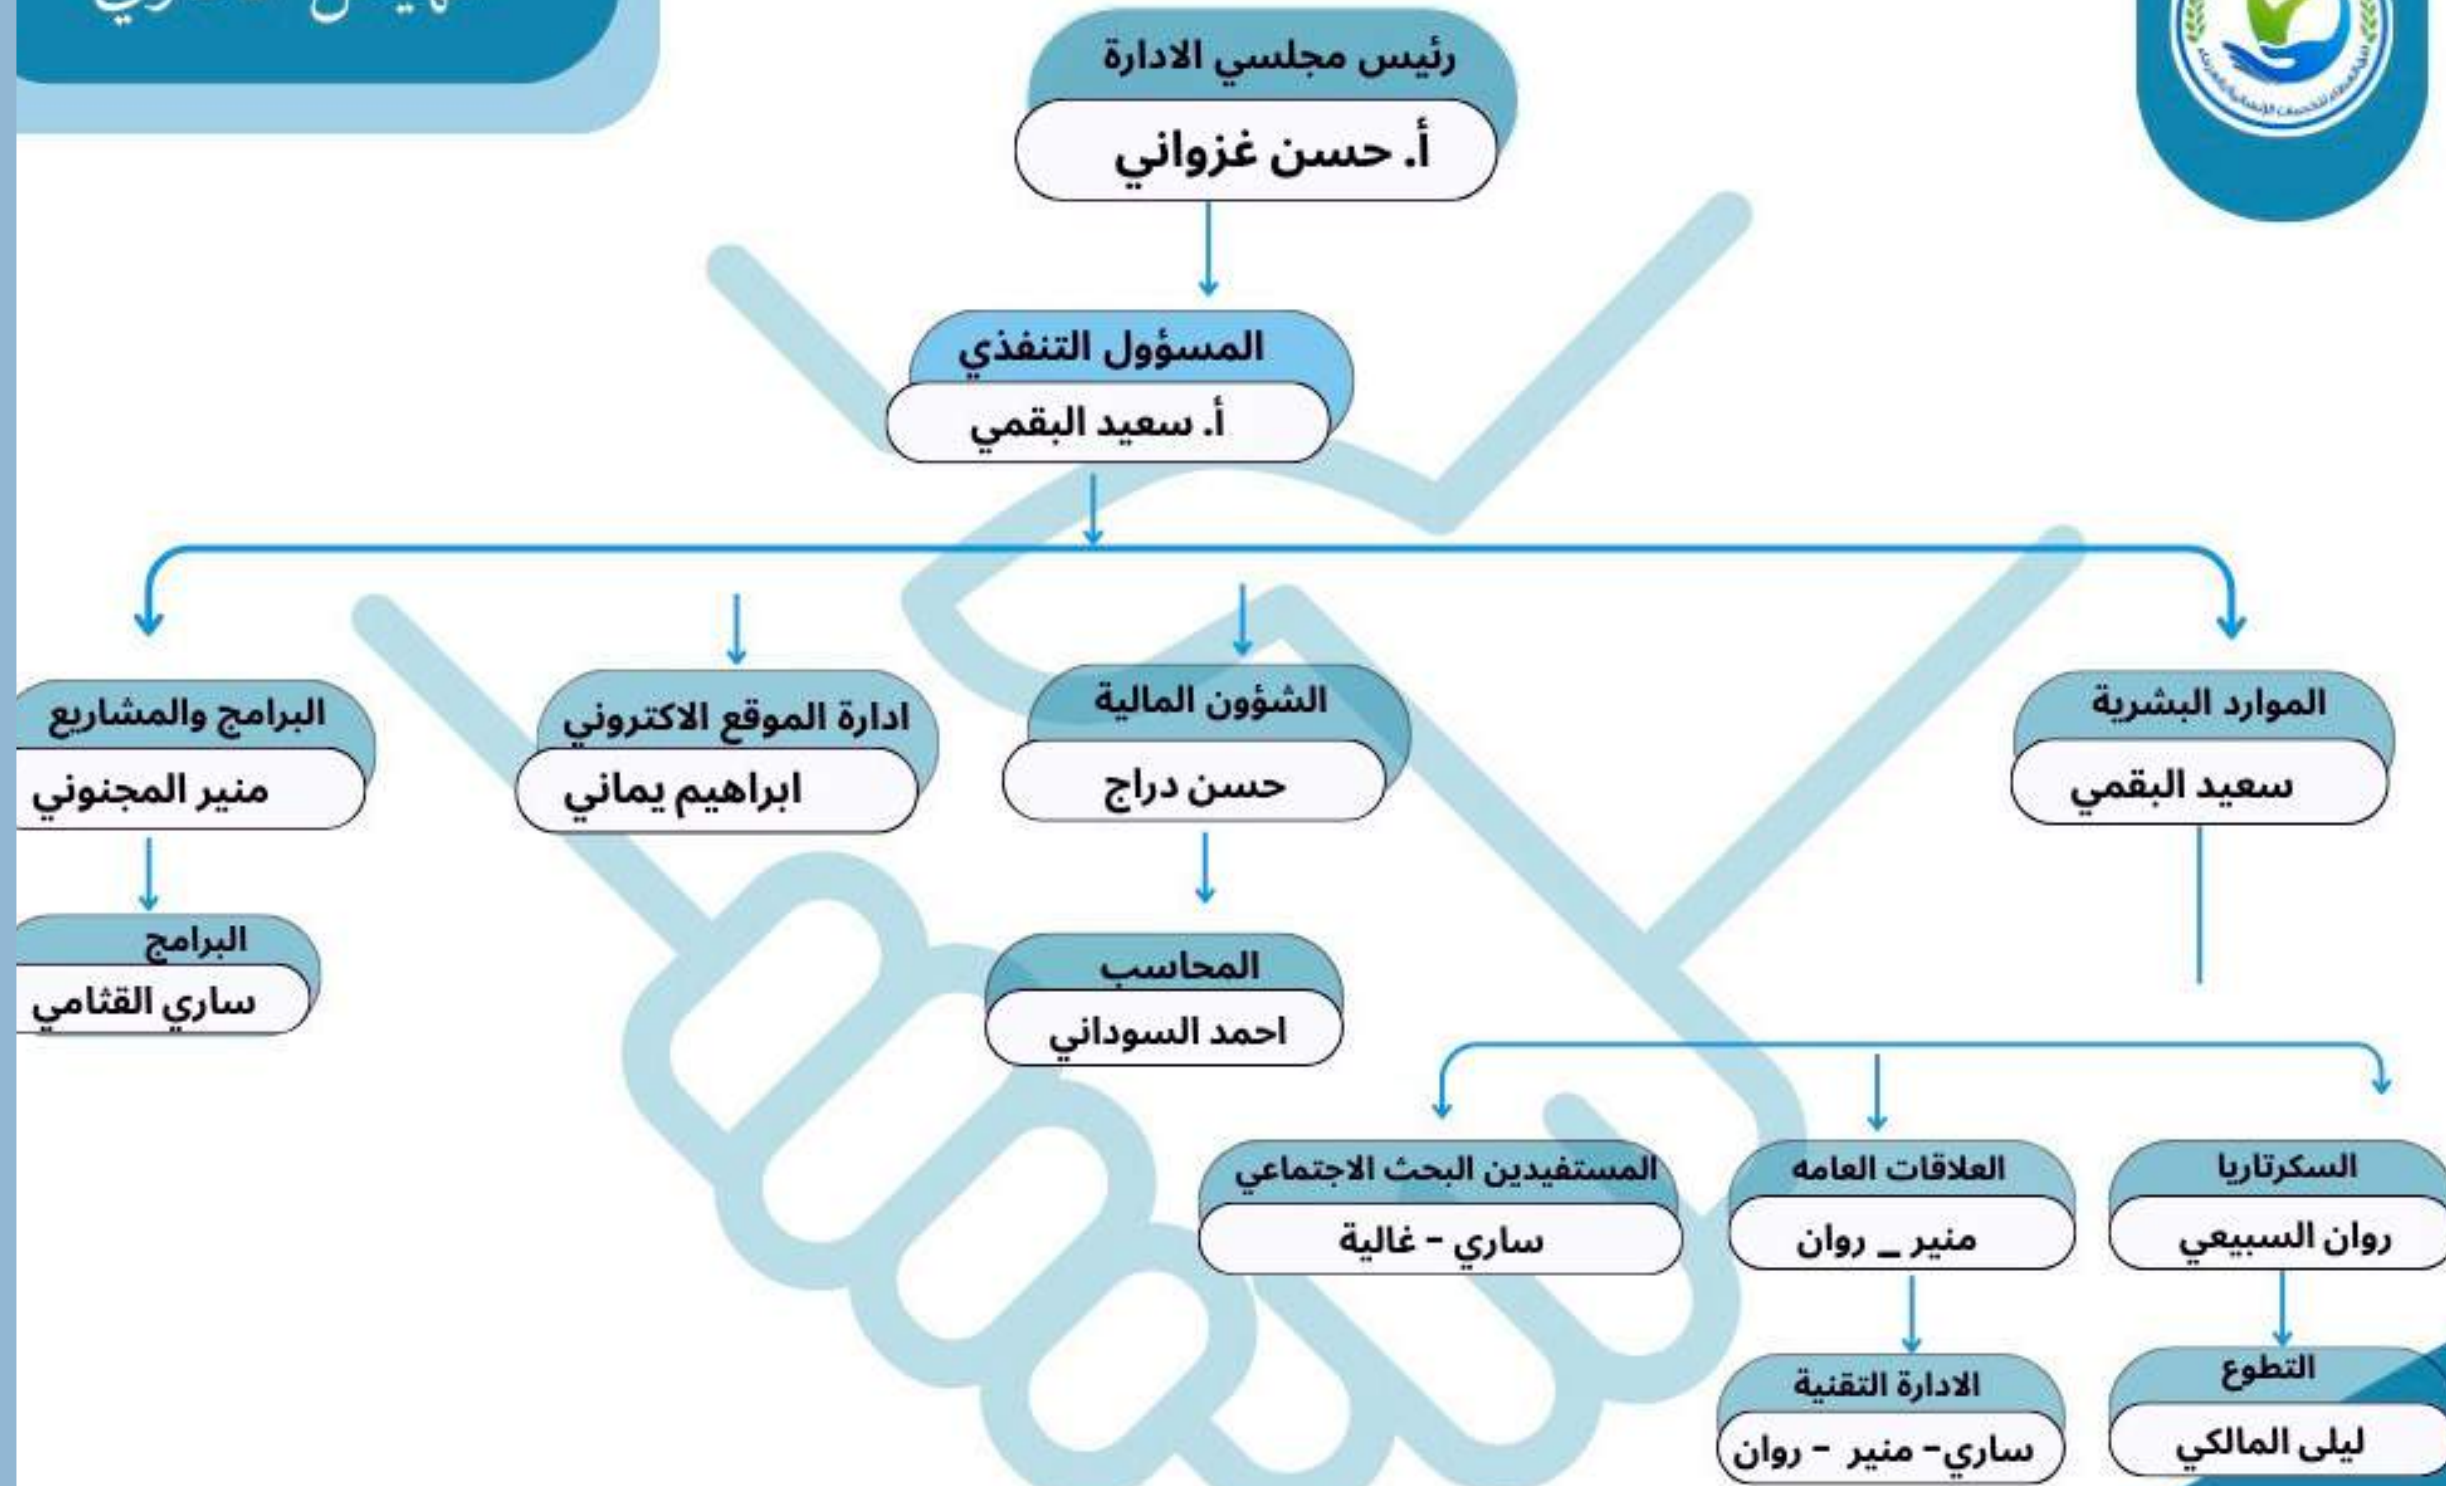 رئيس مجلسي الادارة
أ. حسن غزواني
المسؤول التنفذي
أ. سعيد البقمي
الموارد البشرية
سعيد البقمي
الشؤون المالية
حسن دراج
ادارة الموقع الاكتروني
ابراهيم يماني
البرامج والمشاريع
منير المجنوني
المحاسب
احمد السوداني
البرامج
ساري القثامي
السكرتاريا
روان السبيعي
العلاقات العامه
منير _ روان
المستفيدين البحث الاجتماعي
ساري - غالية
التطوع
ليلى المالكي
الادارة التقنية
ساري- منير - روان